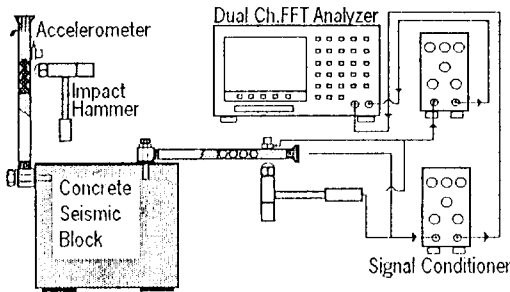 Dual Ch.FFT Analyzer
Accelerometer
Impact
Hammer
Concrete
Seismic
Block
Signal Conditioner